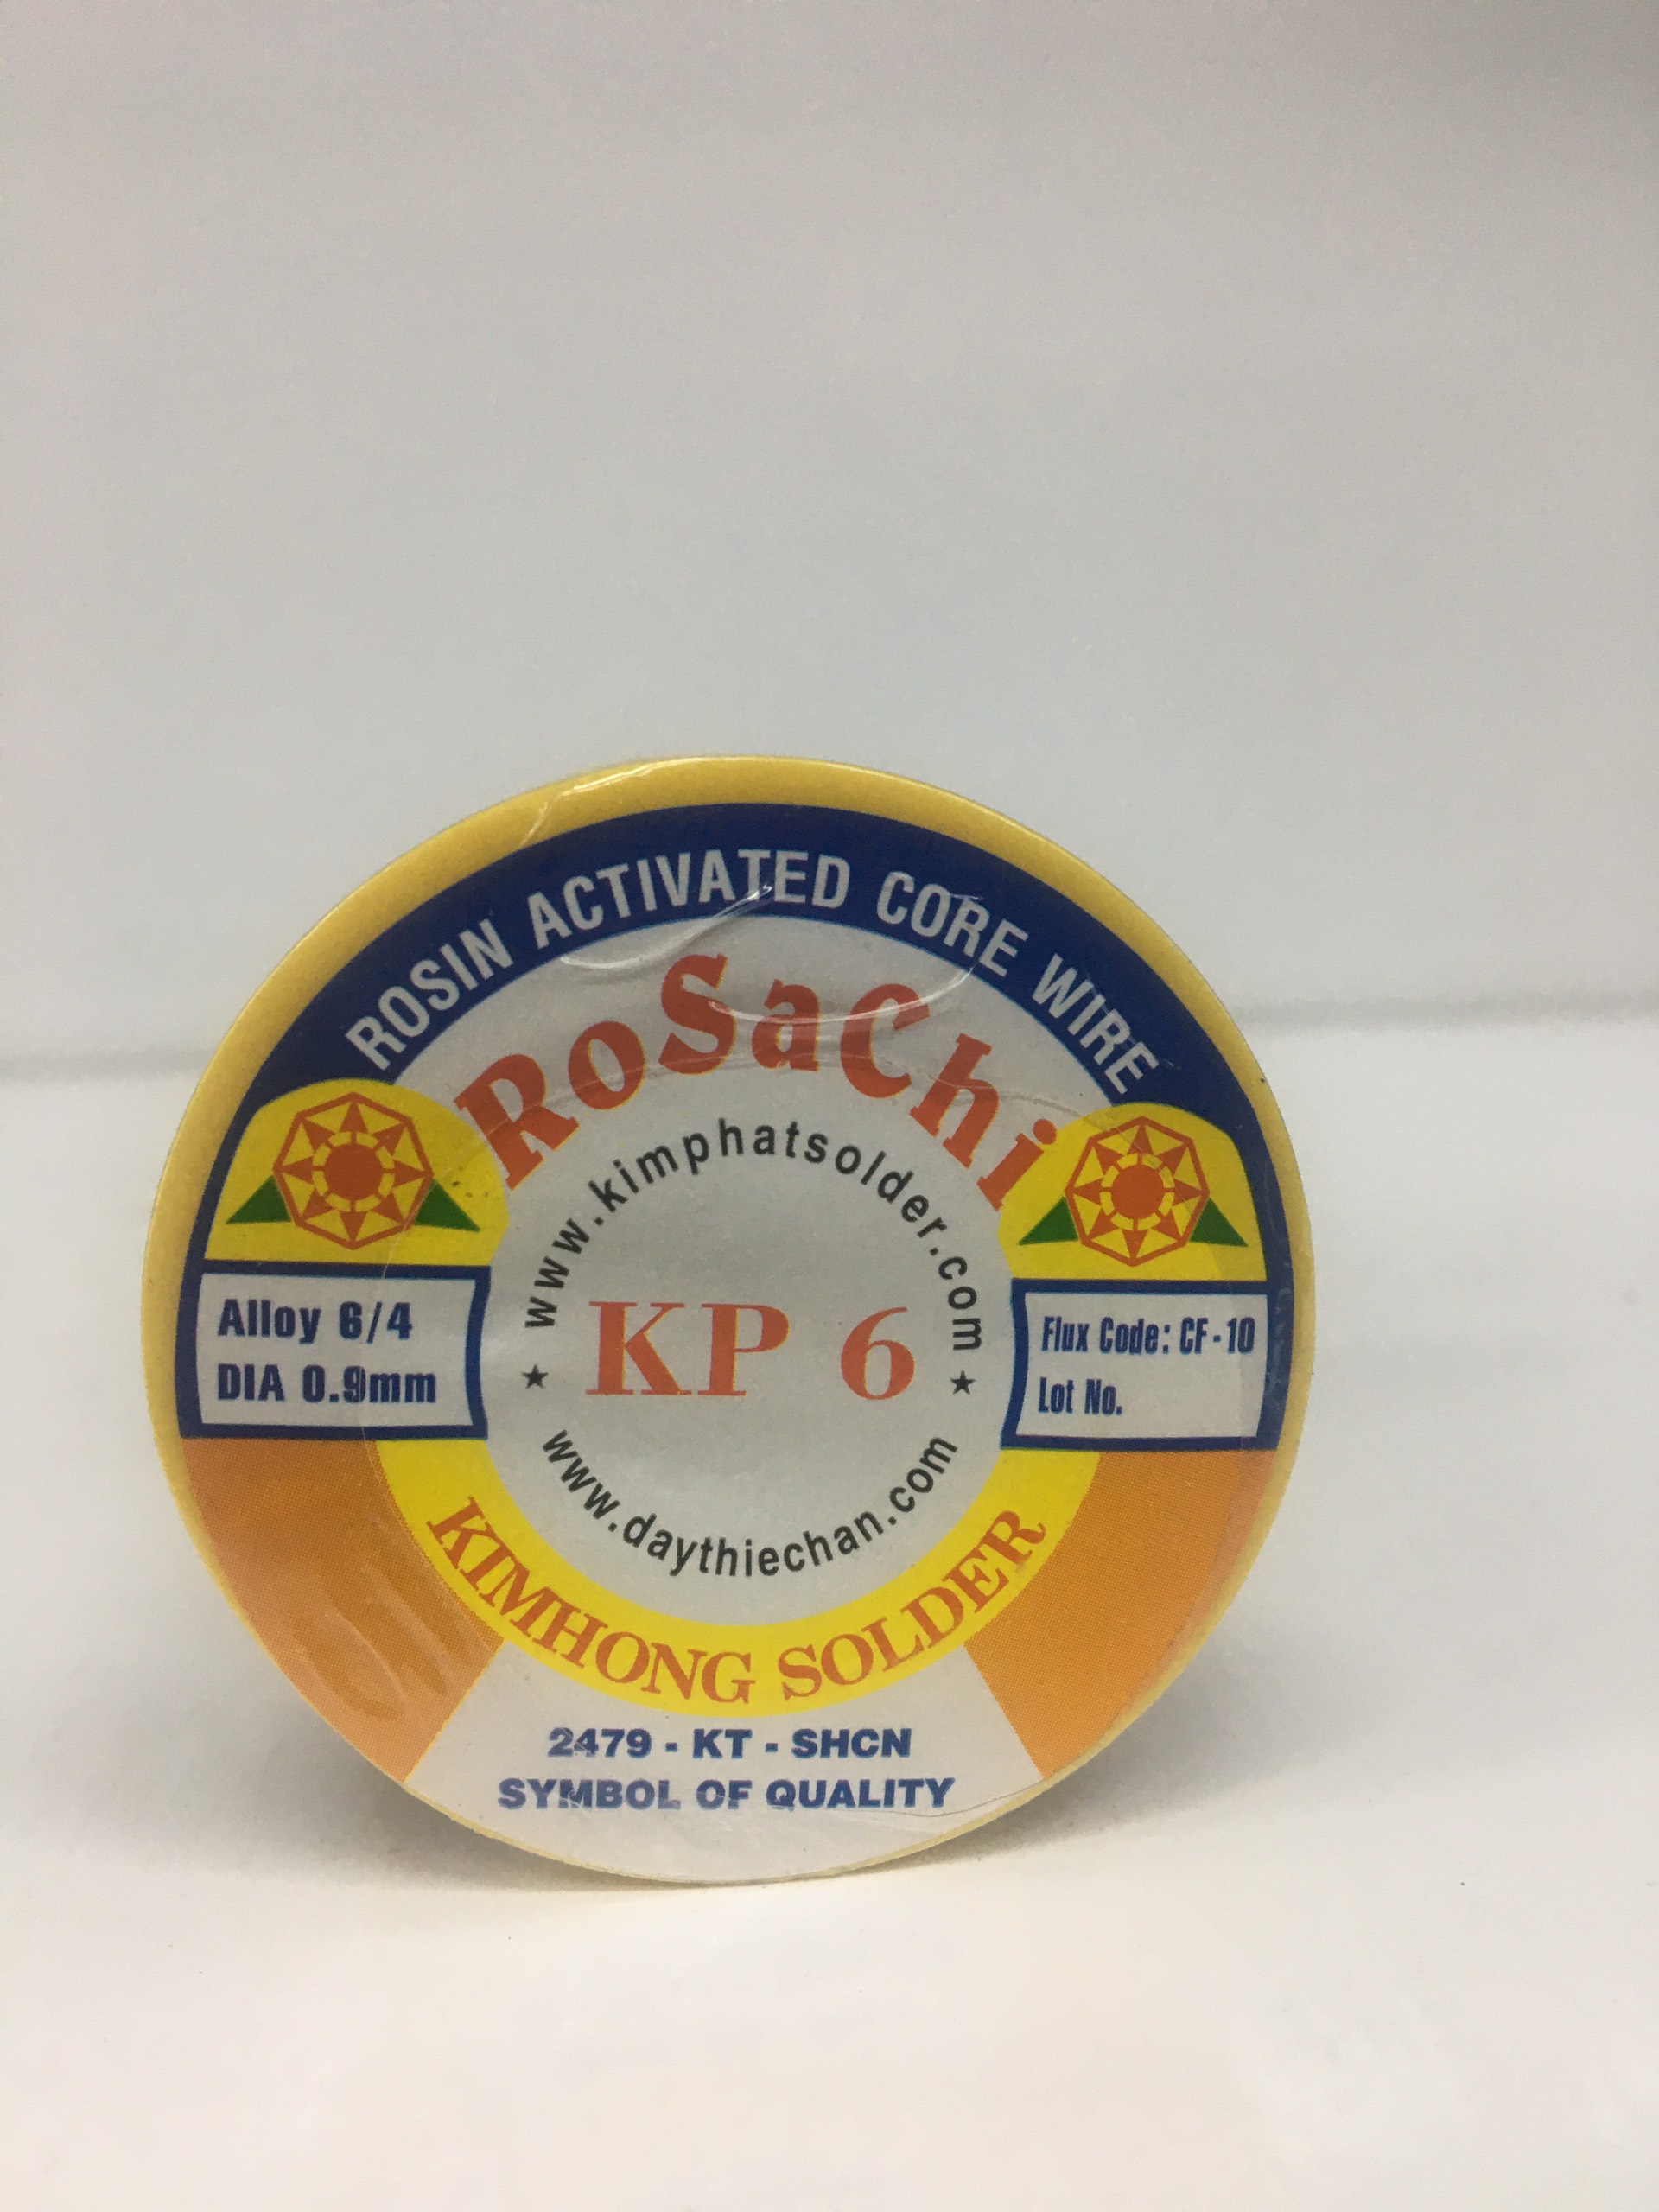 ROSIN ACTIVATED CORE WIRE
RoSaChi
www.kimphatsolder.com
Alloy 6/4
DIA 0.9mm
★ KP 6 ★
Flux Code: CF-10
Lot No.
www.daythiechan.com
KIMHONG SOLDER
2479 - KT - SHCN
SYMBOL OF QUALITY